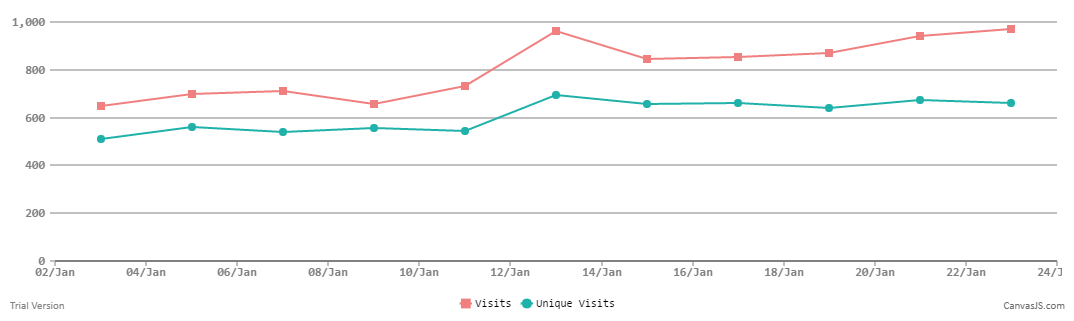 1,000
800
600
400
200
0
02/Jan 04/Jan 06/Jan 08/Jan 10/Jan 12/Jan 14/Jan 16/Jan 18/Jan 20/Jan 22/Jan 24/J
Visits Unique Visits
Trial Version CanvasJS.com